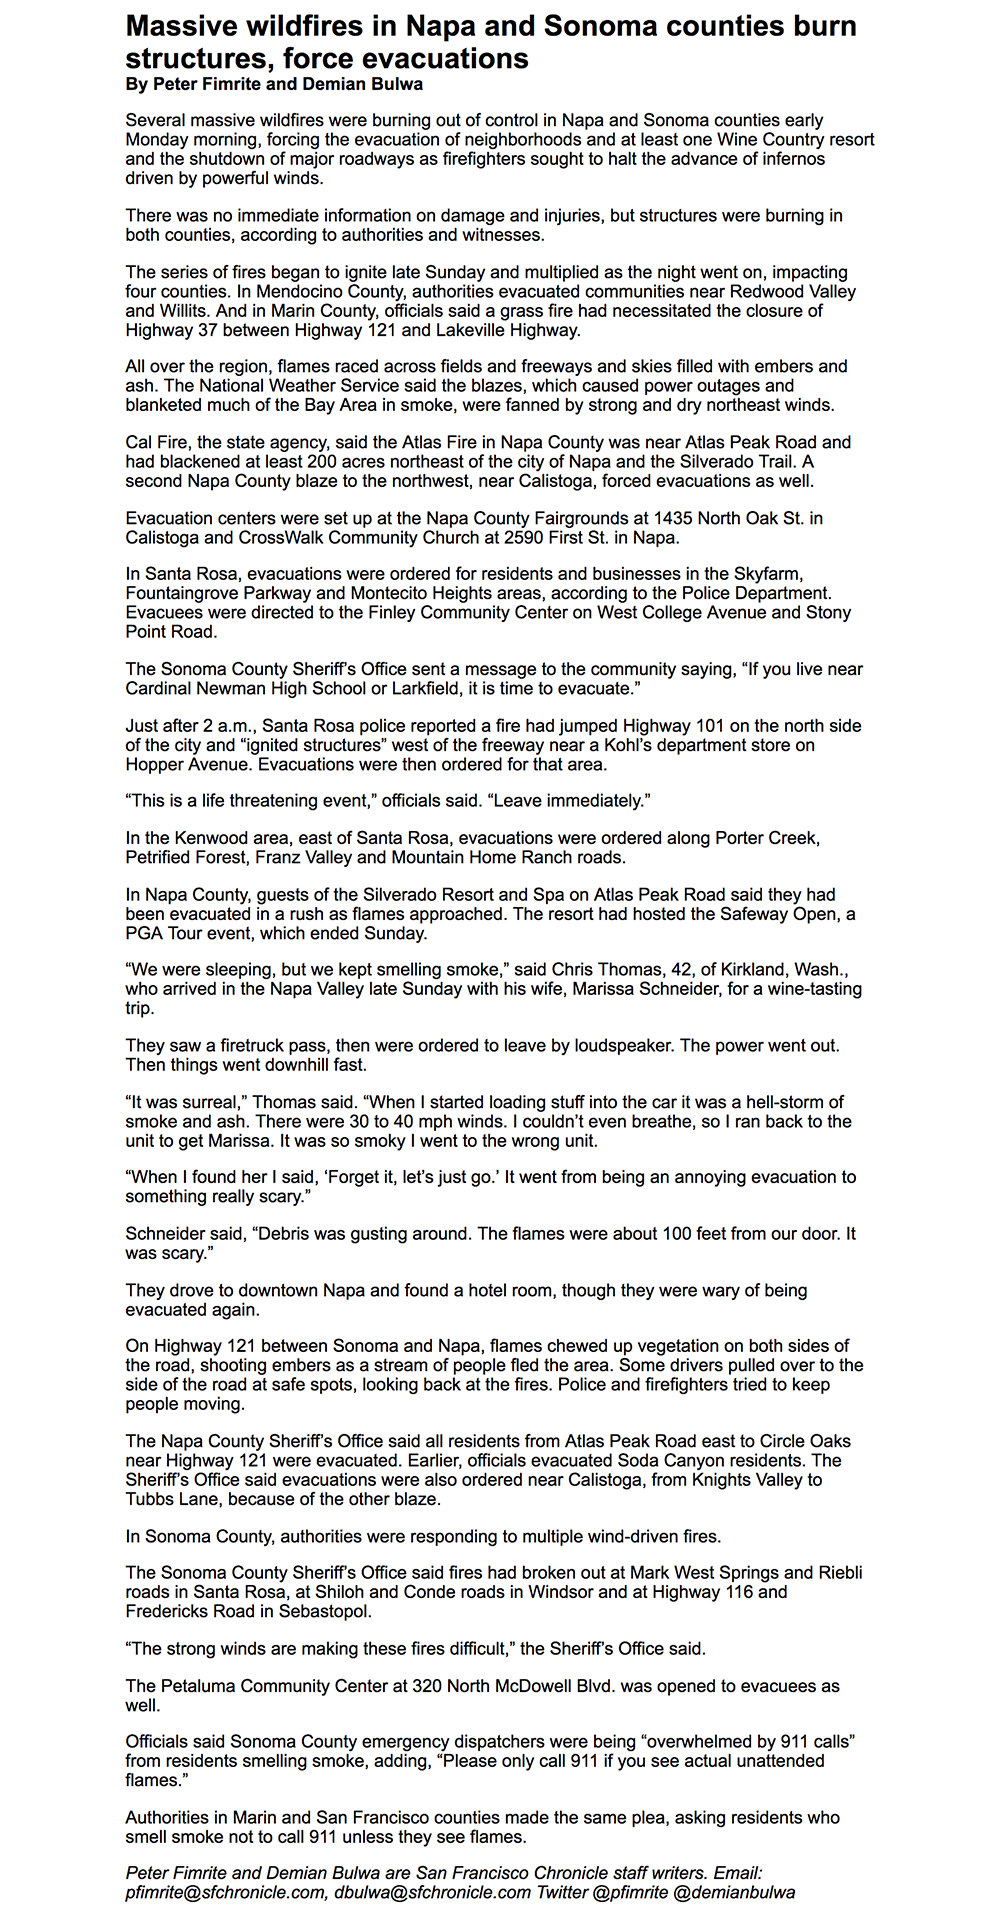 Massive wildfires in Napa and Sonoma counties burn
structures, force evacuations
By Peter Fimrite and Demian Bulwa
Several massive wildfires were burning out of control in Napa and Sonoma counties early
Monday morning, forcing the evacuation of neighborhoods and at least one Wine Country resort
and the shutdown of major roadways as firefighters sought to halt the advance of infernos
driven by powerful winds.
There was no immediate information on damage and injuries, but structures were burning in
both counties, according to authorities and witnesses.
The series of fires began to ignite late Sunday and multiplied as the night went on, impacting
four counties. In Mendocino County, authorities evacuated communities near Redwood Valley
and Willits. And in Marin County, officials said a grass fire had necessitated the closure of
Highway 37 between Highway 121 and Lakeville Highway.
All over the region, flames raced across fields and freeways and skies filled with embers and
ash. The National Weather Service said the blazes, which caused power outages and
blanketed much of the Bay Area in smoke, were fanned by strong and dry northeast winds.
Cal Fire, the state agency, said the Atlas Fire in Napa County was near Atlas Peak Road and
had blackened at least 200 acres northeast of the city of Napa and the Silverado Trail. A
second Napa County blaze to the northwest, near Calistoga, forced evacuations as well.
Evacuation centers were set up at the Napa County Fairgrounds at 1435 North Oak St. in
Calistoga and CrossWalk Community Church at 2590 First St. in Napa.
In Santa Rosa, evacuations were ordered for residents and businesses in the Skyfarm,
Fountaingrove Parkway and Montecito Heights areas, according to the Police Department.
Evacuees were directed to the Finley Community Center on West College Avenue and Stony
Point Road.
The Sonoma County Sheriff’s Office sent a message to the community saying, “If you live near
Cardinal Newman High School or Larkfield, it is time to evacuate.”
Just after 2 a.m., Santa Rosa police reported a fire had jumped Highway 101 on the north side
of the city and “ignited structures” west of the freeway near a Kohl’s department store on
Hopper Avenue. Evacuations were then ordered for that area.
“This is a life threatening event,” officials said. “Leave immediately.”
In the Kenwood area, east of Santa Rosa, evacuations were ordered along Porter Creek,
Petrified Forest, Franz Valley and Mountain Home Ranch roads.
In Napa County, guests of the Silverado Resort and Spa on Atlas Peak Road said they had
been evacuated in a rush as flames approached. The resort had hosted the Safeway Open, a
PGA Tour event, which ended Sunday.
“We were sleeping, but we kept smelling smoke,” said Chris Thomas, 42, of Kirkland, Wash.,
who arrived in the Napa Valley late Sunday with his wife, Marissa Schneider, for a wine-tasting
trip.
They saw a firetruck pass, then were ordered to leave by loudspeaker. The power went out.
Then things went downhill fast.
“It was surreal,” Thomas said. “When I started loading stuff into the car it was a hell-storm of
smoke and ash. There were 30 to 40 mph winds. I couldn’t even breathe, so I ran back to the
unit to get Marissa. It was so smoky I went to the wrong unit.
“When I found her I said, ‘Forget it, let’s just go.’ It went from being an annoying evacuation to
something really scary.”
Schneider said, “Debris was gusting around. The flames were about 100 feet from our door. It
was scary.”
They drove to downtown Napa and found a hotel room, though they were wary of being
evacuated again.
On Highway 121 between Sonoma and Napa, flames chewed up vegetation on both sides of
the road, shooting embers as a stream of people fled the area. Some drivers pulled over to the
side of the road at safe spots, looking back at the fires. Police and firefighters tried to keep
people moving.
The Napa County Sheriff’s Office said all residents from Atlas Peak Road east to Circle Oaks
near Highway 121 were evacuated. Earlier, officials evacuated Soda Canyon residents. The
Sheriff’s Office said evacuations were also ordered near Calistoga, from Knights Valley to
Tubbs Lane, because of the other blaze.
In Sonoma County, authorities were responding to multiple wind-driven fires.
The Sonoma County Sheriff’s Office said fires had broken out at Mark West Springs and Riebli
roads in Santa Rosa, at Shiloh and Conde roads in Windsor and at Highway 116 and
Fredericks Road in Sebastopol.
“The strong winds are making these fires difficult,” the Sheriff’s Office said.
The Petaluma Community Center at 320 North McDowell Blvd. was opened to evacuees as
well.
Officials said Sonoma County emergency dispatchers were being “overwhelmed by 911 calls”
from residents smelling smoke, adding, “Please only call 911 if you see actual unattended
flames.”
Authorities in Marin and San Francisco counties made the same plea, asking residents who
smell smoke not to call 911 unless they see flames.
Peter Fimrite and Demian Bulwa are San Francisco Chronicle staff writers. Email:
pfimrite@sfchronicle.com, dbulwa@sfchronicle.com Twitter @pfimrite @demianbulwa